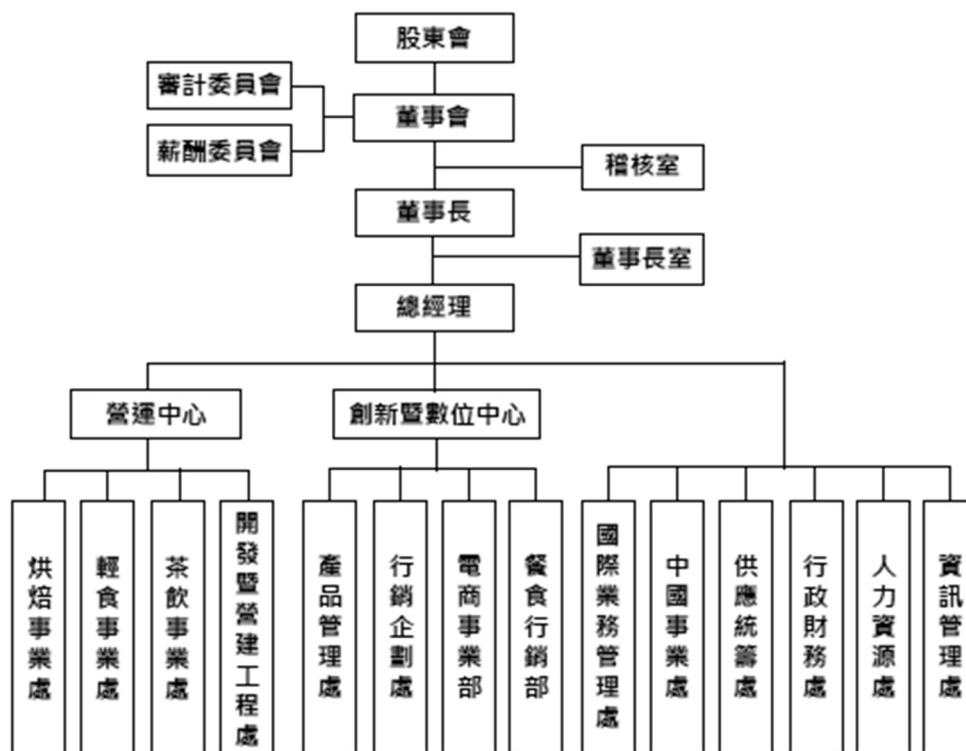 股東會
審計委員會
董事會
薪酬委員會
稽核室
董事長
董事長室
總經理
營運中心
創新暨數位中心
烘焙事業處
輕食事業處
茶飲事業處
開發暨營建工程處
產品管理處
行銷企劃處
電商事業部
餐食行銷部
國際業務管理處
中國事業處
供應統籌處
行政財務處
人力資源處
資訊管理處